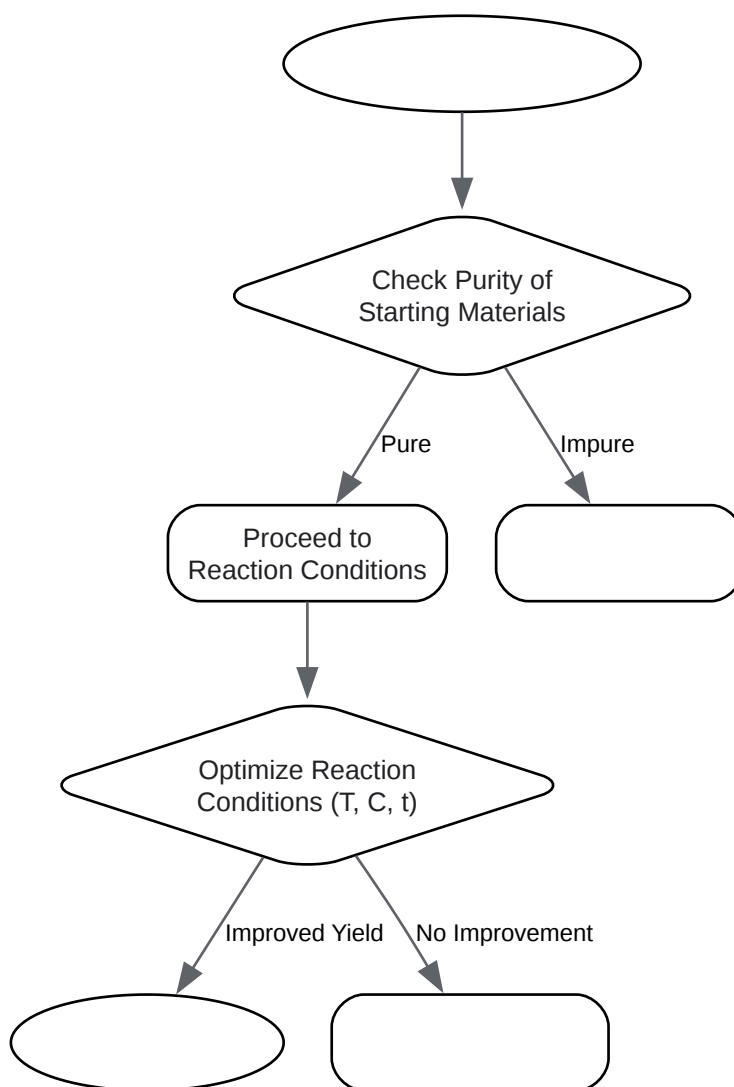 Check Purity of
Starting Materials
Pure
Impure
Proceed to
Reaction Conditions
Optimize Reaction
Conditions (T, C, t)
Improved Yield
No Improvement